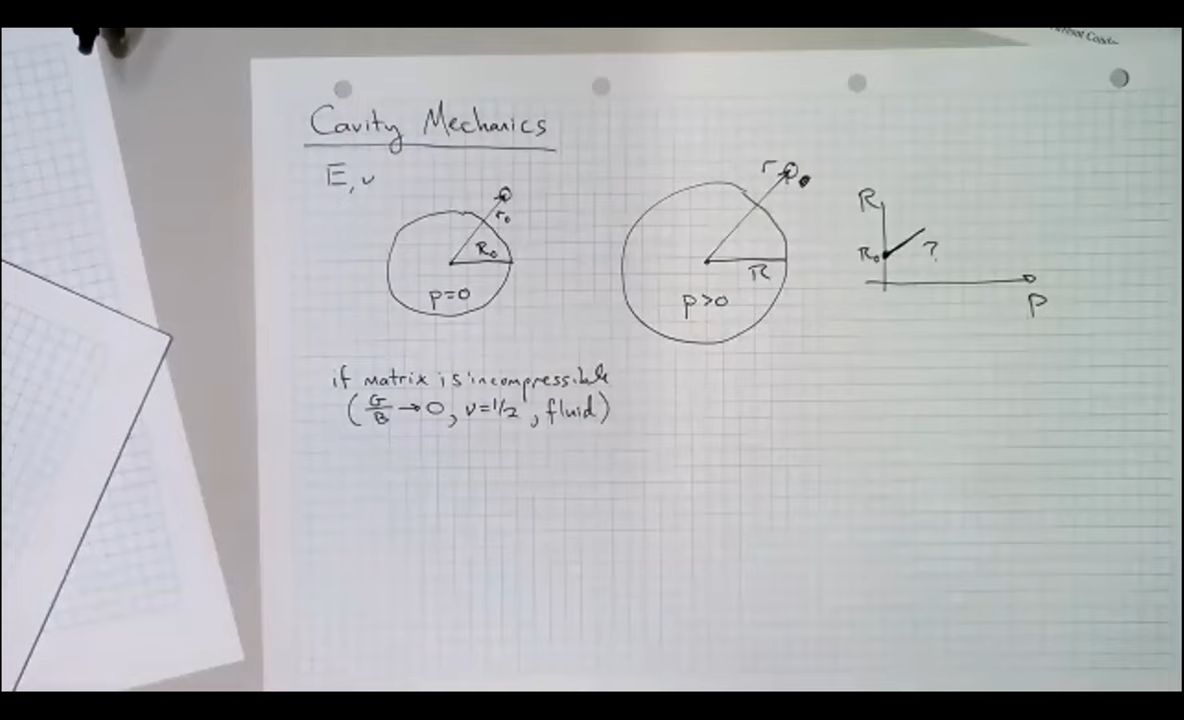 Cavity Mechanics
E, ν
r₀
R₀
p=0
r
R
p>0
R
R₀
?
P
if matrix is incompressible
(G/B → 0, ν=1/2, fluid)